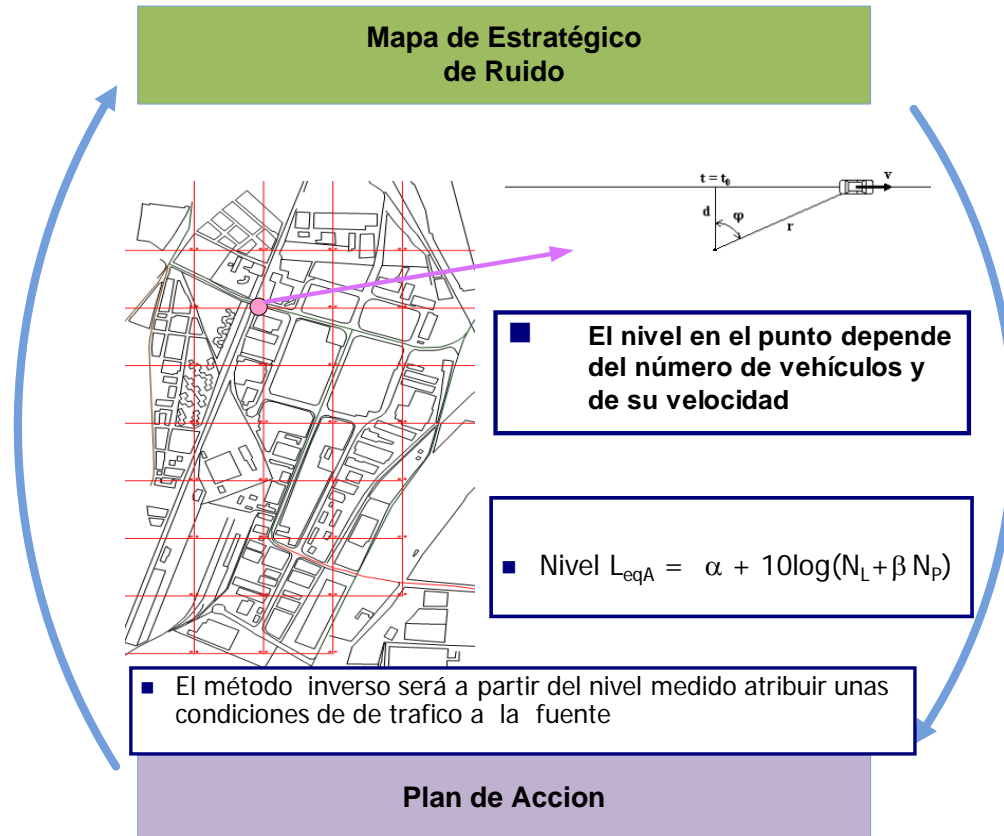 Mapa de Estratégico
de Ruido
t = t₀
v
d
φ
r
■ El nivel en el punto depende
del número de vehículos y
de su velocidad
■ Nivel LeqA = α + 10log(NL+β NP)
■ El método inverso será a partir del nivel medido atribuir unas
condiciones de de trafico a la fuente
Plan de Accion